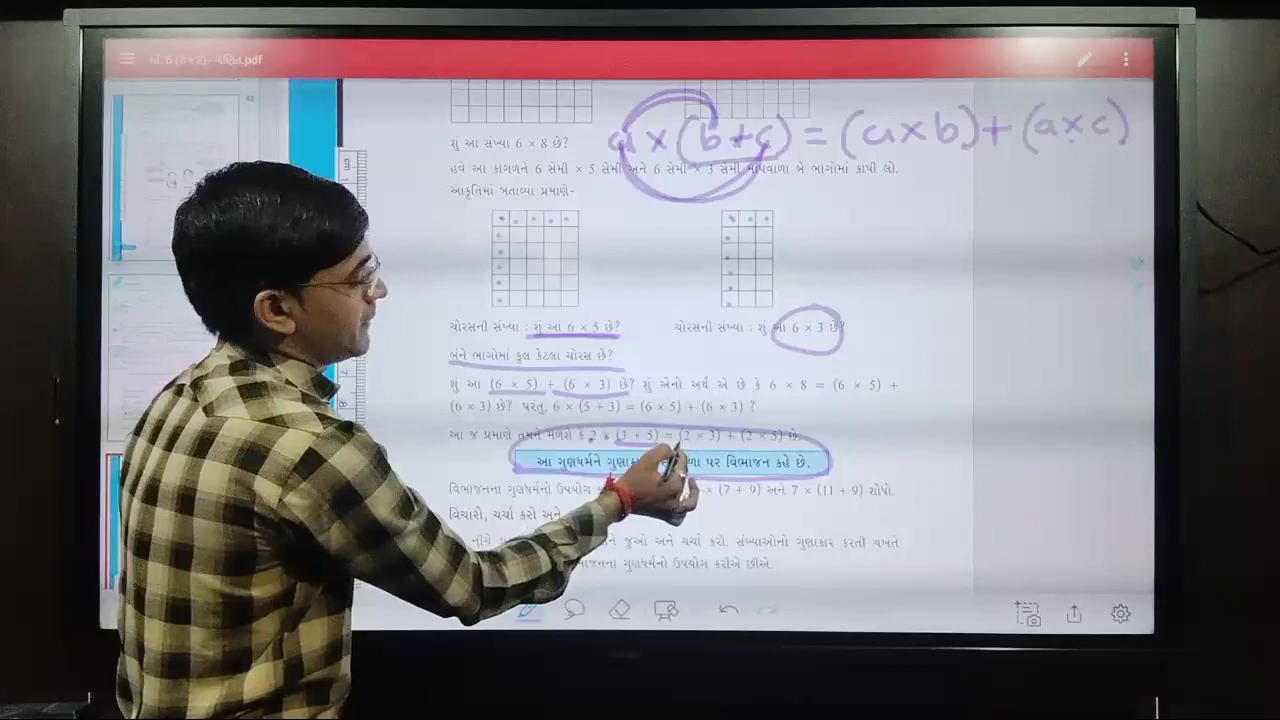 a × (b + c) = (a × b) + (a × c)
શું આ સંખ્યા 6 × 8 છે?
હવે આ કાગળને 6 સેમી × 5 સેમી અને 6 સેમી × 3 સેમી માપવાળા બે ભાગોમાં કાપી લો.
આકૃતિમાં બતાવ્યા પ્રમાણે-
ચોરસની સંખ્યા : શું આ 6 × 5 છે? ચોરસની સંખ્યા : શું આ 6 × 3 છે?
બંને ભાગોમાં કુલ કેટલા ચોરસ છે?
શું આ (6 × 5) + (6 × 3) છે? શું એનો અર્થ એ છે કે 6 × 8 = (6 × 5) +
(6 × 3) છે? પરંતુ, 6 × (5 + 3) = (6 × 5) + (6 × 3) ?
આ જ પ્રમાણે તમને મળશે કે 2 × (3 + 5) = (2 × 3) + (2 × 5) છે.
આ ગુણધર્મને પર વિભાજન કહે છે.
વિભાજનના ગુણધર્મનો ઉપયોગ × (7 + 9) અને 7 × (11 + 9) શોધો.
વિચારો, ચર્ચા કરો અને
જુઓ અને ચર્ચા કરો. સંખ્યાઓનો ગુણાકાર કરતી વખતે
ગુણધર્મનો ઉપયોગ કરીએ છીએ.